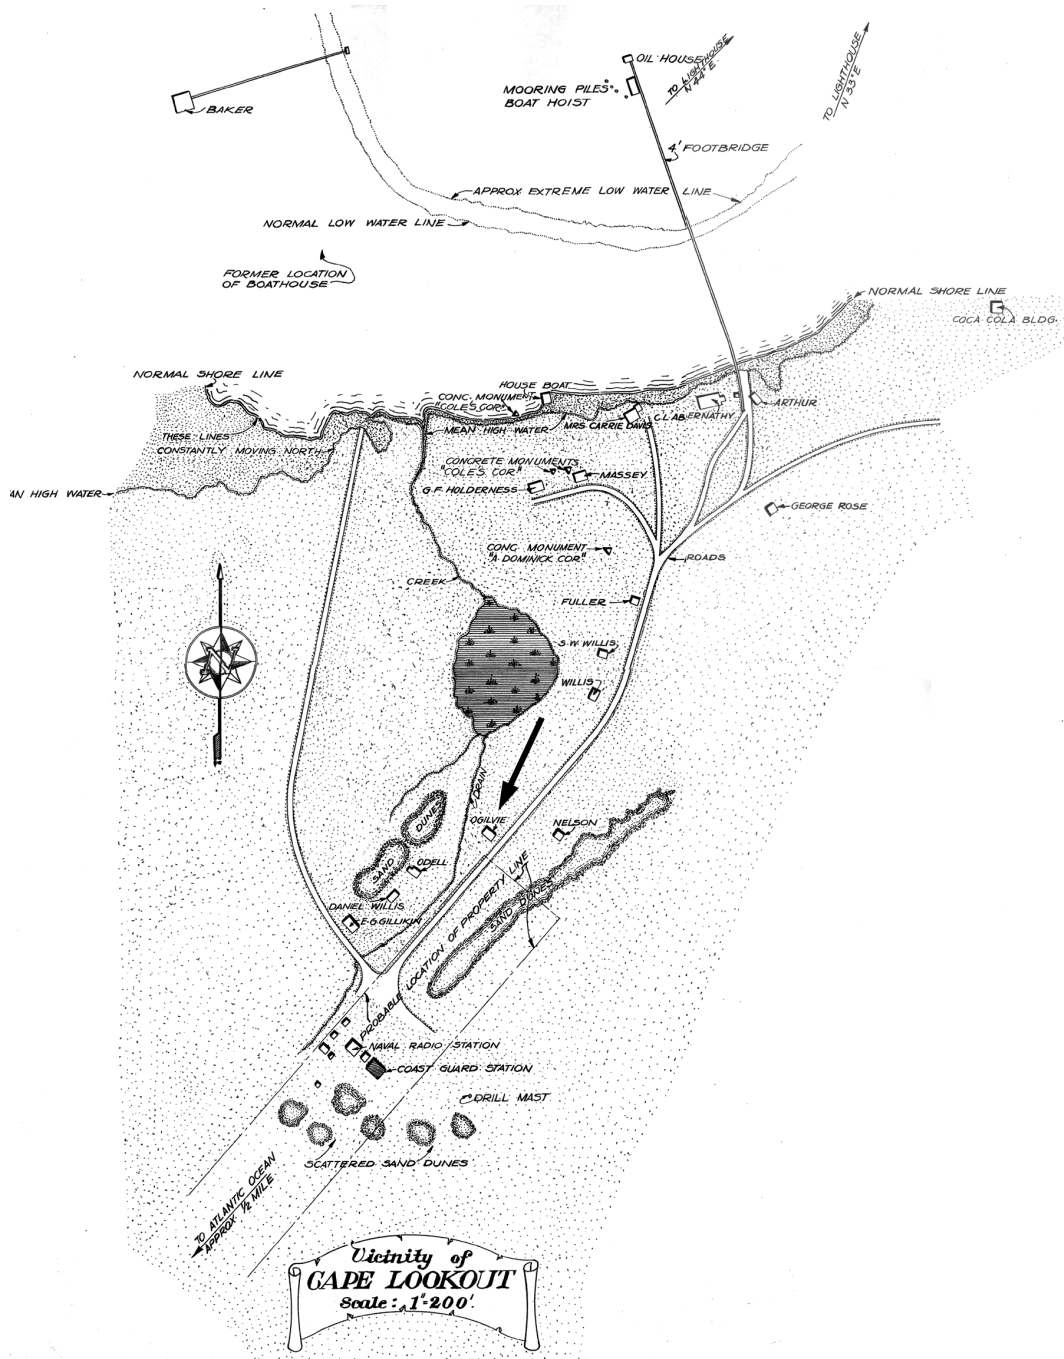 OIL HOUSE
TO LIGHTHOUSE
N 44° E.
TO LIGHTHOUSE
N 33° E
MOORING PILES
BOAT HOIST
BAKER
4' FOOTBRIDGE
APPROX. EXTREME LOW WATER LINE
NORMAL LOW WATER LINE
FORMER LOCATION
OF BOATHOUSE
NORMAL SHORE LINE
COCA COLA BLDG.
NORMAL SHORE LINE
HOUSE BOAT
CONC. MONUMENT
"COLE'S COR."
ARTHUR
C.L. ABERNATHY
MRS. CARRIE DAVIS
MEAN HIGH WATER
THESE LINES
CONSTANTLY MOVING NORTH
CONCRETE MONUMENTS
"COLE'S COR."
MASSEY
G.F. HOLDERNESS
AN HIGH WATER
GEORGE ROSE
CONC. MONUMENT
"A. DOMINICK COR."
ROADS
CREEK
FULLER
S.W. WILLIS
WILLIS
DRAIN
OGILVIE
NELSON
SAND DUNES
ODELL
DANIEL WILLIS
E.G. GILLIKIN
SAND DUNES
PROBABLE LOCATION OF PROPERTY LINE
NAVAL RADIO STATION
COAST GUARD STATION
DRILL MAST
SCATTERED SAND DUNES
TO ATLANTIC OCEAN
APPROX. 1/2 MILE
Vicinity of
CAPE LOOKOUT
Scale: 1"=200'.